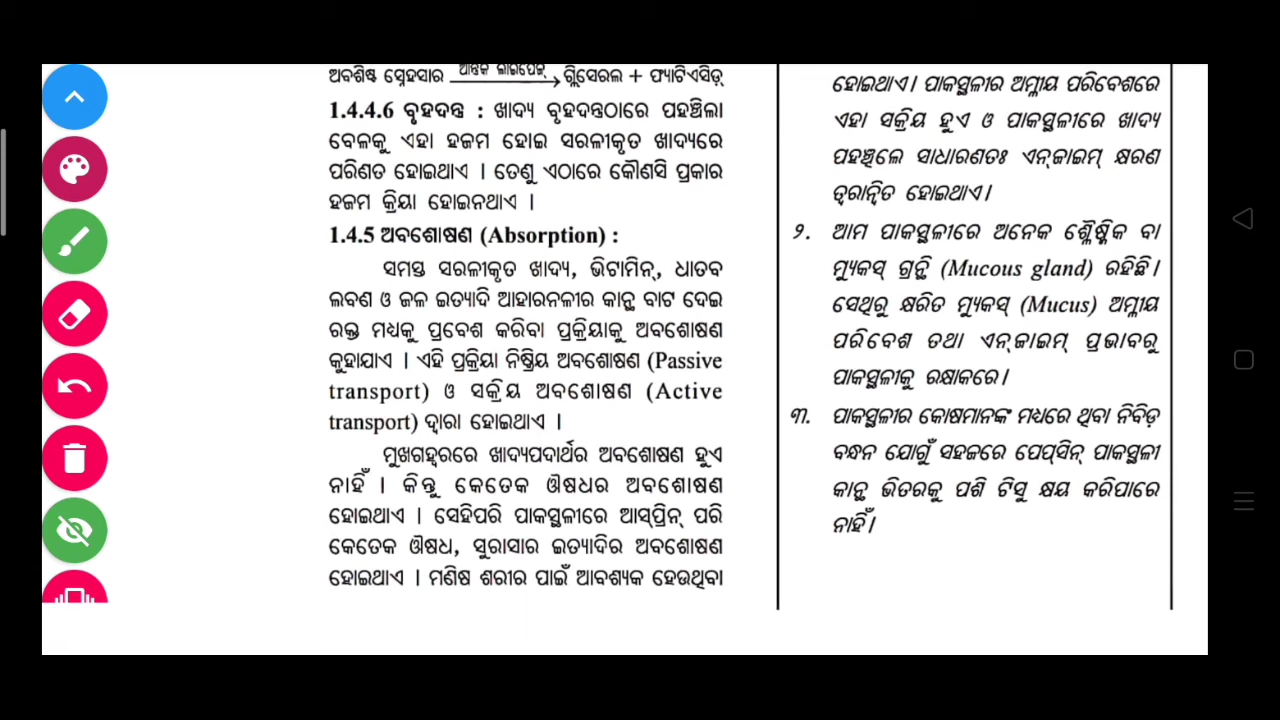 ଅବଶିଷ୍ଟ ସ୍ନେହସାର ଆନ୍ତ୍ରିକ ଲାଇପେଜ୍ → ଗ୍ଲିସେରଲ + ଫ୍ୟାଟିଏସିଡ୍
1.4.4.6 ବୃହଦନ୍ତ୍ର : ଖାଦ୍ୟ ବୃହଦନ୍ତ୍ରଠାରେ ପହଞ୍ଚିଲା
ବେଳକୁ ଏହା ହଜମ ହୋଇ ସରଳୀକୃତ ଖାଦ୍ୟରେ
ପରିଣତ ହୋଇଥାଏ । ତେଣୁ ଏଠାରେ କୌଣସି ପ୍ରକାର
ହଜମ କ୍ରିୟା ହୋଇନଥାଏ ।
1.4.5 ଅବଶୋଷଣ (Absorption) :
ସମସ୍ତ ସରଳୀକୃତ ଖାଦ୍ୟ, ଭିଟାମିନ୍, ଧାତବ
ଲବଣ ଓ ଜଳ ଇତ୍ୟାଦି ଆହାରନଳୀର କାନ୍ଥ ବାଟ ଦେଇ
ରକ୍ତ ମଧ୍ୟକୁ ପ୍ରବେଶ କରିବା ପ୍ରକ୍ରିୟାକୁ ଅବଶୋଷଣ
କୁହାଯାଏ । ଏହି ପ୍ରକ୍ରିୟା ନିଷ୍କ୍ରିୟ ଅବଶୋଷଣ (Passive
transport) ଓ ସକ୍ରିୟ ଅବଶୋଷଣ (Active
transport) ଦ୍ୱାରା ହୋଇଥାଏ ।
ମୁଖଗହ୍ୱରରେ ଖାଦ୍ୟପଦାର୍ଥର ଅବଶୋଷଣ ହୁଏ
ନାହିଁ । କିନ୍ତୁ କେତେକ ଔଷଧର ଅବଶୋଷଣ
ହୋଇଥାଏ । ସେହିପରି ପାକସ୍ଥଳୀରେ ଆସ୍ପ୍ରିନ୍ ପରି
କେତେକ ଔଷଧ, ସୁରାସାର ଇତ୍ୟାଦିର ଅବଶୋଷଣ
ହୋଇଥାଏ । ମଣିଷ ଶରୀର ପାଇଁ ଆବଶ୍ୟକ ହେଉଥିବା
ହୋଇଥାଏ । ପାକସ୍ଥଳୀର ଅମ୍ଳୀୟ ପରିବେଶରେ
ଏହା ସକ୍ରିୟ ହୁଏ ଓ ପାକସ୍ଥଳୀରେ ଖାଦ୍ୟ
ପହଞ୍ଚିଲେ ସାଧାରଣତଃ ଏନ୍‌ଜାଇମ୍ କ୍ଷରଣ
ତ୍ୱରାନ୍ୱିତ ହୋଇଥାଏ ।
୨. ଆମ ପାକସ୍ଥଳୀରେ ଅନେକ ଶ୍ଳୈଷ୍ମିକ ବା
ମ୍ୟୁକସ୍ ଗ୍ରନ୍ଥି (Mucous gland) ରହିଛି ।
ସେଥିରୁ କ୍ଷରିତ ମ୍ୟୁକସ୍ (Mucus) ଅମ୍ଳୀୟ
ପରିବେଶ ତଥା ଏନ୍‌ଜାଇମ୍ ପ୍ରଭାବରୁ
ପାକସ୍ଥଳୀକୁ ରକ୍ଷାକରେ ।
୩. ପାକସ୍ଥଳୀର କୋଷମାନଙ୍କ ମଧ୍ୟରେ ଥିବା ନିବିଡ଼
ବନ୍ଧନ ଯୋଗୁଁ ସହଜରେ ପେପ୍‌ସିନ୍ ପାକସ୍ଥଳୀ
କାନ୍ଥ ଭିତରକୁ ପଶି ଟିସୁ କ୍ଷୟ କରିପାରେ
ନାହିଁ ।